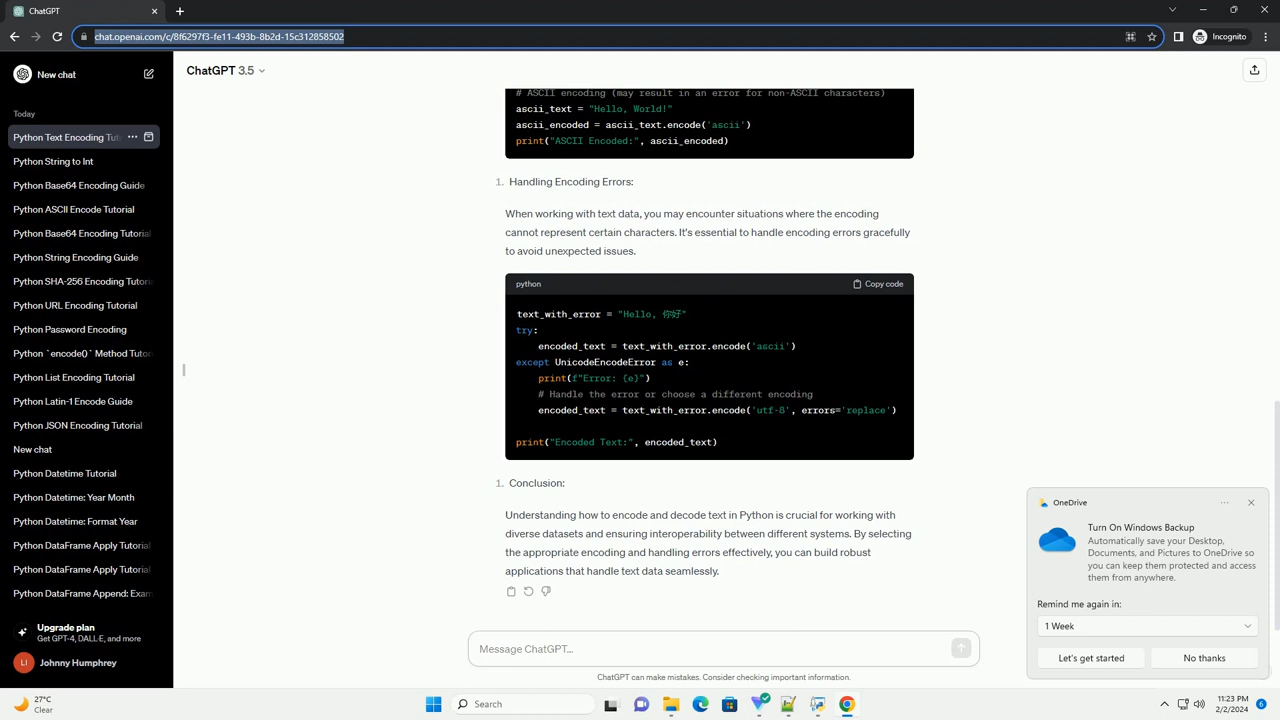 ChatGPT
chat.openai.com/c/8f6297f3-fe11-493b-8b2d-15c312858502
Incognito
New chat
ChatGPT 3.5
Today
Python Text Encoding Tuto
Python String to Int
Python Base64 Encoding Guide
Python ASCII Encode Tutorial
Python Base64 Encoding Tutorial
Python String Encoding Guide
Python SHA-256 Encoding Tutori
Python URL Encoding Tutorial
Python Password Encoding
Python `encode()` Method Tutori
Python List Encoding Tutorial
Python Latin-1 Encode Guide
Python JSON Encoding Tutorial
New chat
Python Datetime Tutorial
Python Datetime: Year Month
Python Datetime: Format Year
Python DataFrame Apply Tutorial
Python DataFrame Apply Tutorial
Python DataFrame Append: Exam
Upgrade plan
Get GPT-4, DALL·E, and more
LI
Johnny Humphrey
# ASCII encoding (may result in an error for non-ASCII characters)
ascii_text = "Hello, World!"
ascii_encoded = ascii_text.encode('ascii')
print("ASCII Encoded:", ascii_encoded)
1. Handling Encoding Errors:
When working with text data, you may encounter situations where the encoding
cannot represent certain characters. It's essential to handle encoding errors gracefully
to avoid unexpected issues.
python
Copy code
text_with_error = "Hello, 你好"
try:
encoded_text = text_with_error.encode('ascii')
except UnicodeEncodeError as e:
print(f"Error: {e}")
# Handle the error or choose a different encoding
encoded_text = text_with_error.encode('utf-8', errors='replace')
print("Encoded Text:", encoded_text)
1. Conclusion:
Understanding how to encode and decode text in Python is crucial for working with
diverse datasets and ensuring interoperability between different systems. By selecting
the appropriate encoding and handling errors effectively, you can build robust
applications that handle text data seamlessly.
Message ChatGPT...
ChatGPT can make mistakes. Consider checking important information.
OneDrive
Turn On Windows Backup
Automatically save your Desktop,
Documents, and Pictures to OneDrive so
you can keep them protected and access
them from anywhere.
Remind me again in:
1 Week
Let's get started
No thanks
27°C
Clear
Search
11:23 PM
2/2/2024
6